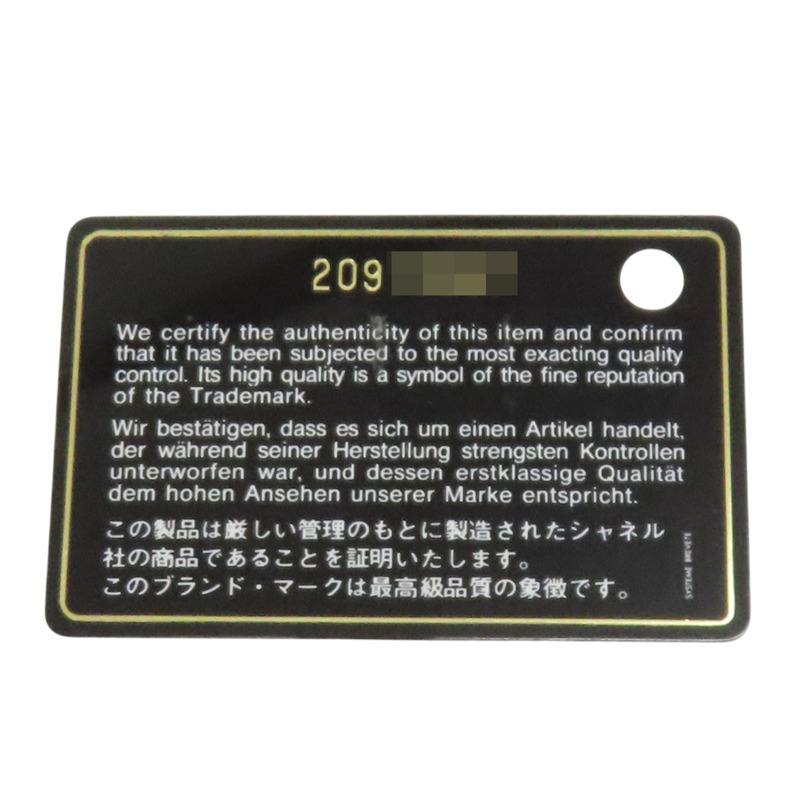 209
We certify the authenticity of this item and confirm
that it has been subjected to the most exacting quality
control. Its high quality is a symbol of the fine reputation
of the Trademark.
Wir bestätigen, dass es sich um einen Artikel handelt,
der während seiner Herstellung strengsten Kontrollen
unterworfen war, und dessen erstklassige Qualität
dem hohen Ansehen unserer Marke entspricht.
この製品は厳しい管理のもとに製造されたシャネル
社の商品であることを証明いたします。
このブランド・マークは最高級品質の象徴です。
SYSTEME BREVETE